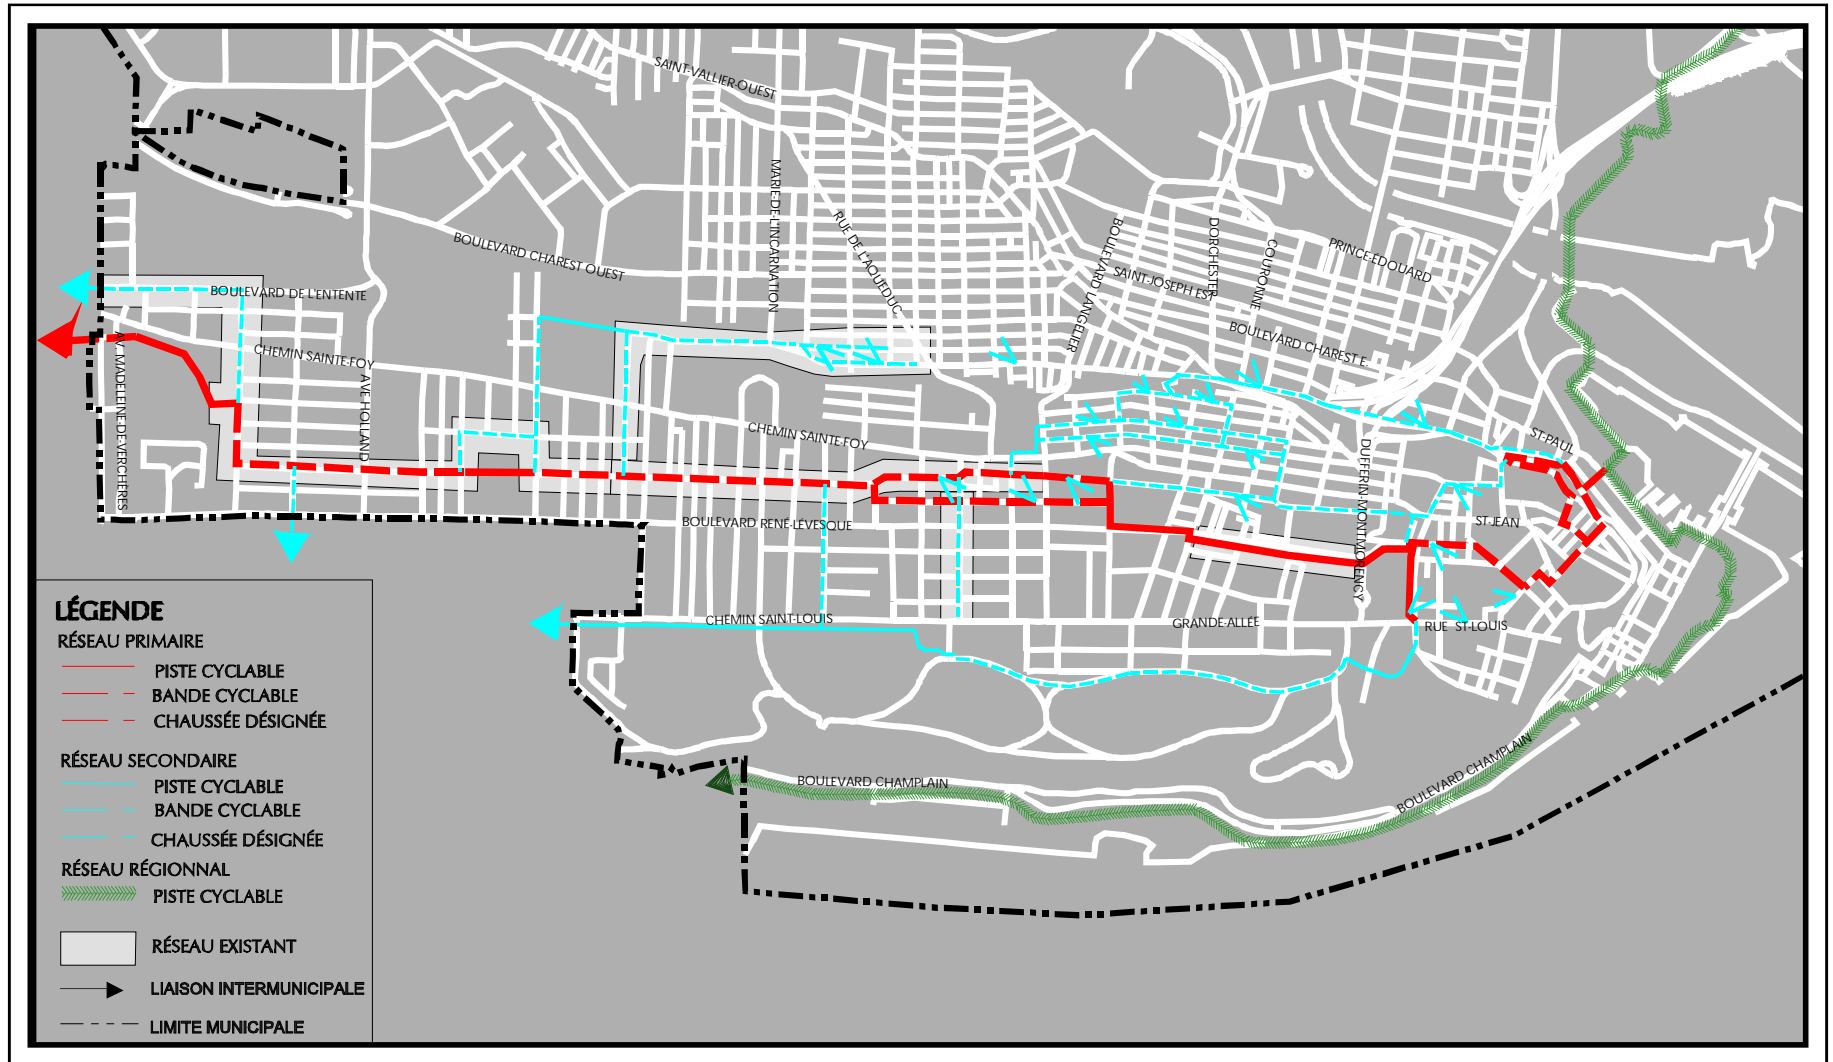 SAINT-VALLIER-OUEST
MARIE-DE-L'INCARNATION
RUE DE L'AQUEDUC
BOULEVARD CHAREST OUEST
BOULEVARD LANGELIER
SAINT-JOSEPH EST
DORCHESTER
COURONNE
PRINCE-ÉDOUARD
BOULEVARD DE L'ENTENTE
BOULEVARD CHAREST E.
CHEMIN SAINTE-FOY
AV. MADELEINE-DE-VERCHÈRES
AVE. HOLLAND
CHEMIN SAINTE-FOY
ST-PAUL
DUFFERIN-MONTMORENCY
BOULEVARD RENÉ-LÉVESQUE
ST-JEAN
CHEMIN SAINT-LOUIS
GRANDE-ALLÉE
RUE ST-LOUIS
BOULEVARD CHAMPLAIN
BOULEVARD CHAMPLAIN
LÉGENDE
RÉSEAU PRIMAIRE
PISTE CYCLABLE
BANDE CYCLABLE
CHAUSSÉE DÉSIGNÉE
RÉSEAU SECONDAIRE
PISTE CYCLABLE
BANDE CYCLABLE
CHAUSSÉE DÉSIGNÉE
RÉSEAU RÉGIONNAL
PISTE CYCLABLE
RÉSEAU EXISTANT
LIAISON INTERMUNICIPALE
LIMITE MUNICIPALE